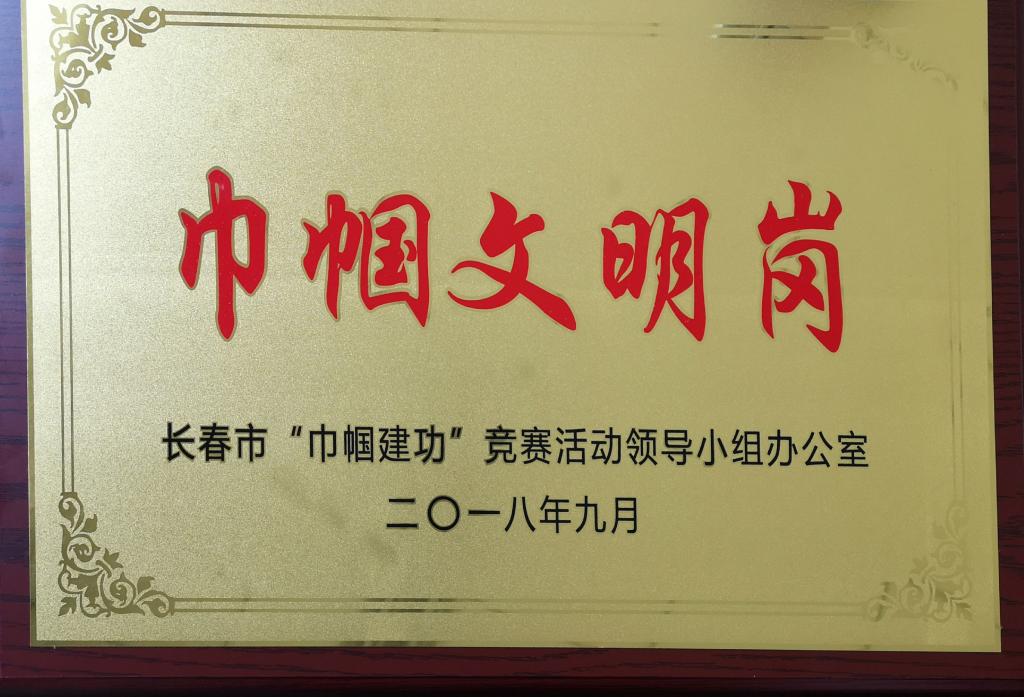 巾帼文明岗
长春市“巾帼建功”竞赛活动领导小组办公室
二〇一八年九月